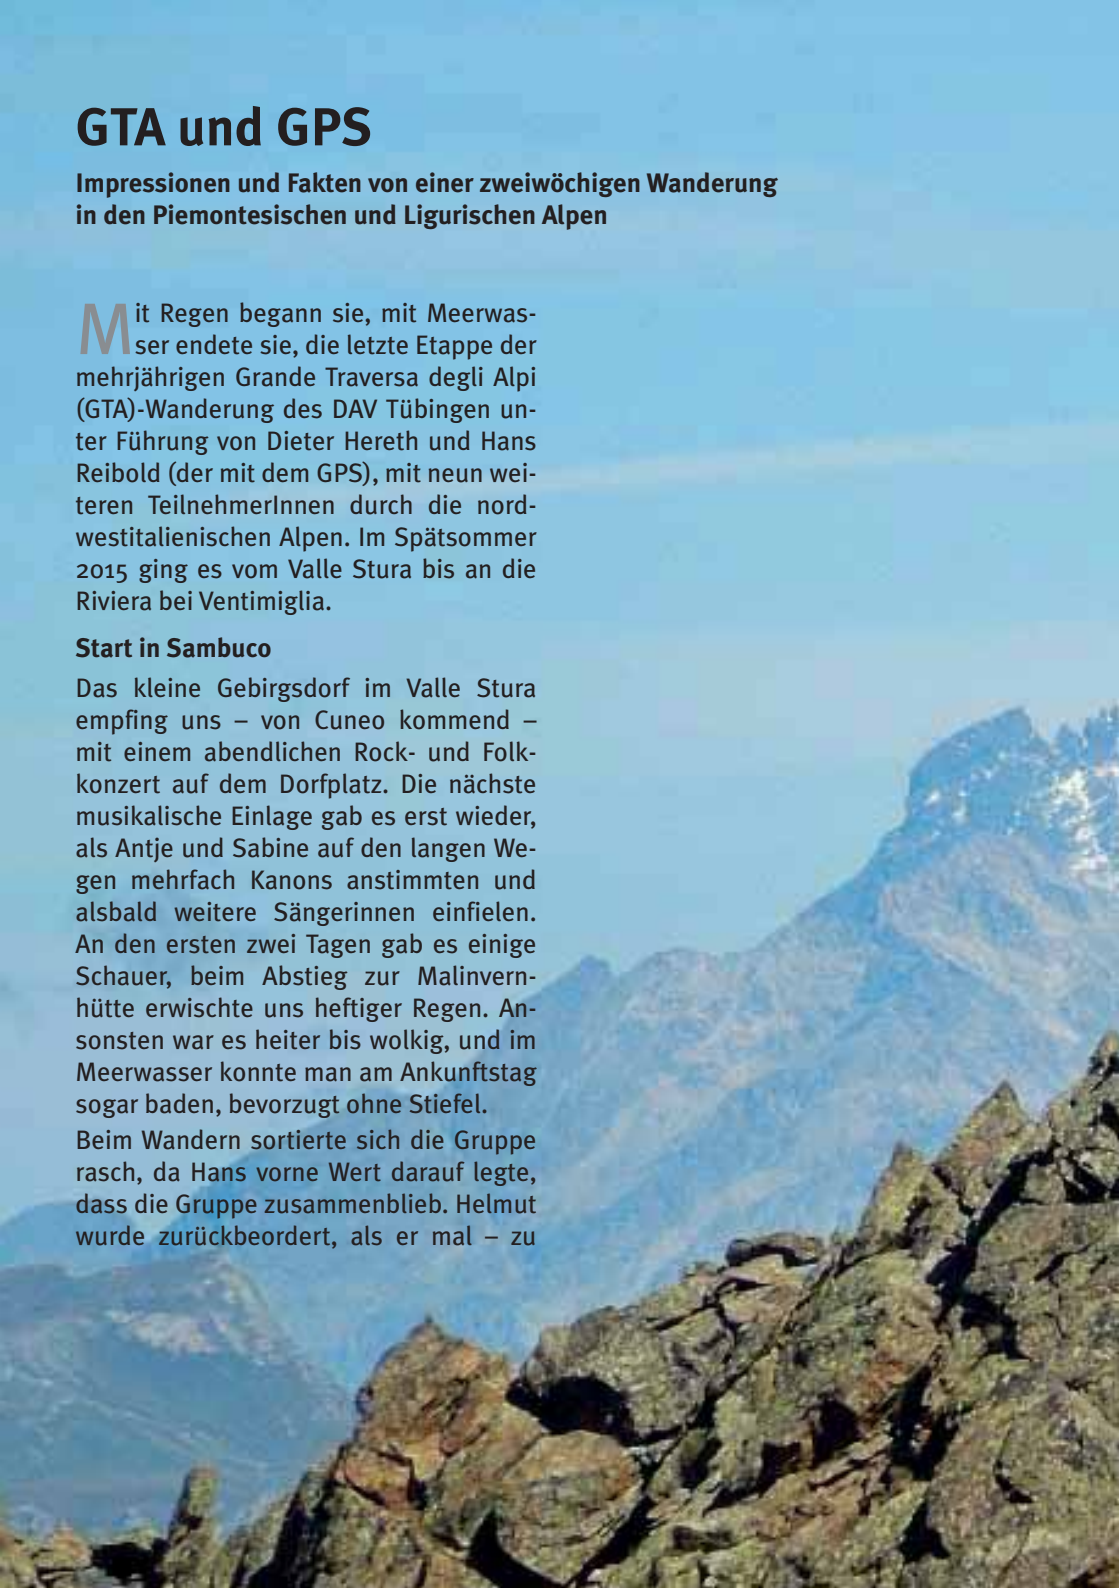 GTA und GPS
Impressionen und Fakten von einer zweiwöchigen Wanderung
in den Piemontesischen und Ligurischen Alpen
Mit Regen begann sie, mit Meerwas-
ser endete sie, die letzte Etappe der
mehrjährigen Grande Traversa degli Alpi
(GTA)-Wanderung des DAV Tübingen un-
ter Führung von Dieter Hereth und Hans
Reibold (der mit dem GPS), mit neun wei-
teren TeilnehmerInnen durch die nord-
westitalienischen Alpen. Im Spätsommer
2015 ging es vom Valle Stura bis an die
Riviera bei Ventimiglia.
Start in Sambuco
Das kleine Gebirgsdorf im Valle Stura
empfing uns – von Cuneo kommend –
mit einem abendlichen Rock- und Folk-
konzert auf dem Dorfplatz. Die nächste
musikalische Einlage gab es erst wieder,
als Antje und Sabine auf den langen We-
gen mehrfach Kanons anstimmten und
alsbald weitere Sängerinnen einfielen.
An den ersten zwei Tagen gab es einige
Schauer, beim Abstieg zur Malinvern-
hütte erwischte uns heftiger Regen. An-
sonsten war es heiter bis wolkig, und im
Meerwasser konnte man am Ankunftstag
sogar baden, bevorzugt ohne Stiefel.
Beim Wandern sortierte sich die Gruppe
rasch, da Hans vorne Wert darauf legte,
dass die Gruppe zusammenblieb. Helmut
wurde zurückbeordert, als er mal – zu